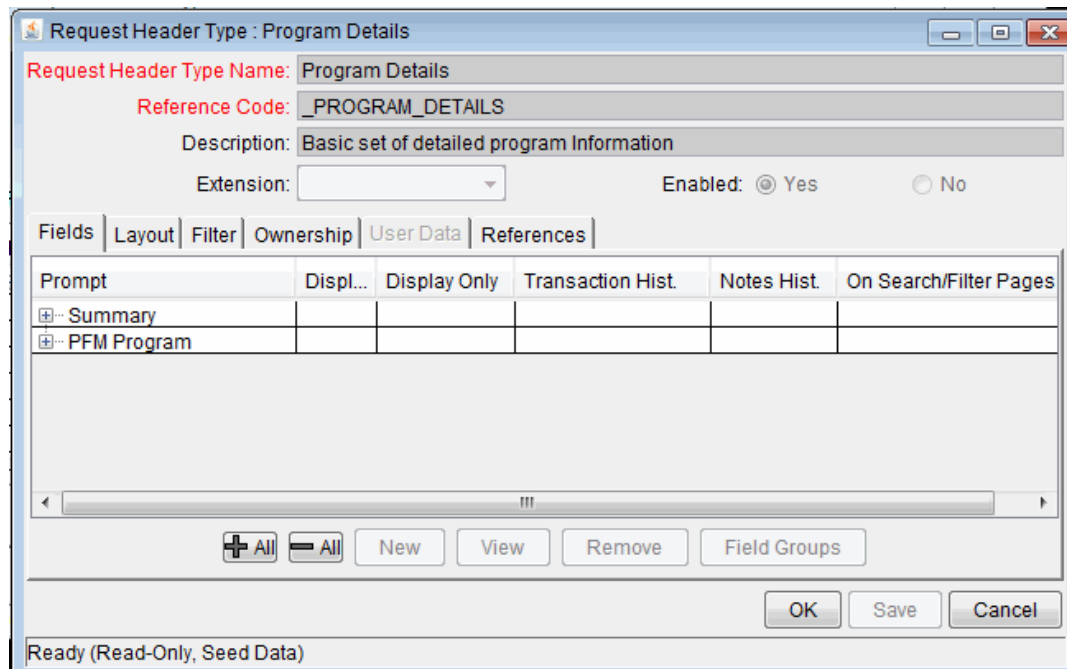 Request Header Type : Program Details
Request Header Type Name: Program Details
Reference Code: _PROGRAM_DETAILS
Description: Basic set of detailed program Information
Extension: Enabled: Yes No
Fields Layout Filter Ownership User Data References
Prompt Displ... Display Only Transaction Hist. Notes Hist. On Search/Filter Pages
Summary
PFM Program
All All New View Remove Field Groups
OK Save Cancel
Ready (Read-Only, Seed Data)